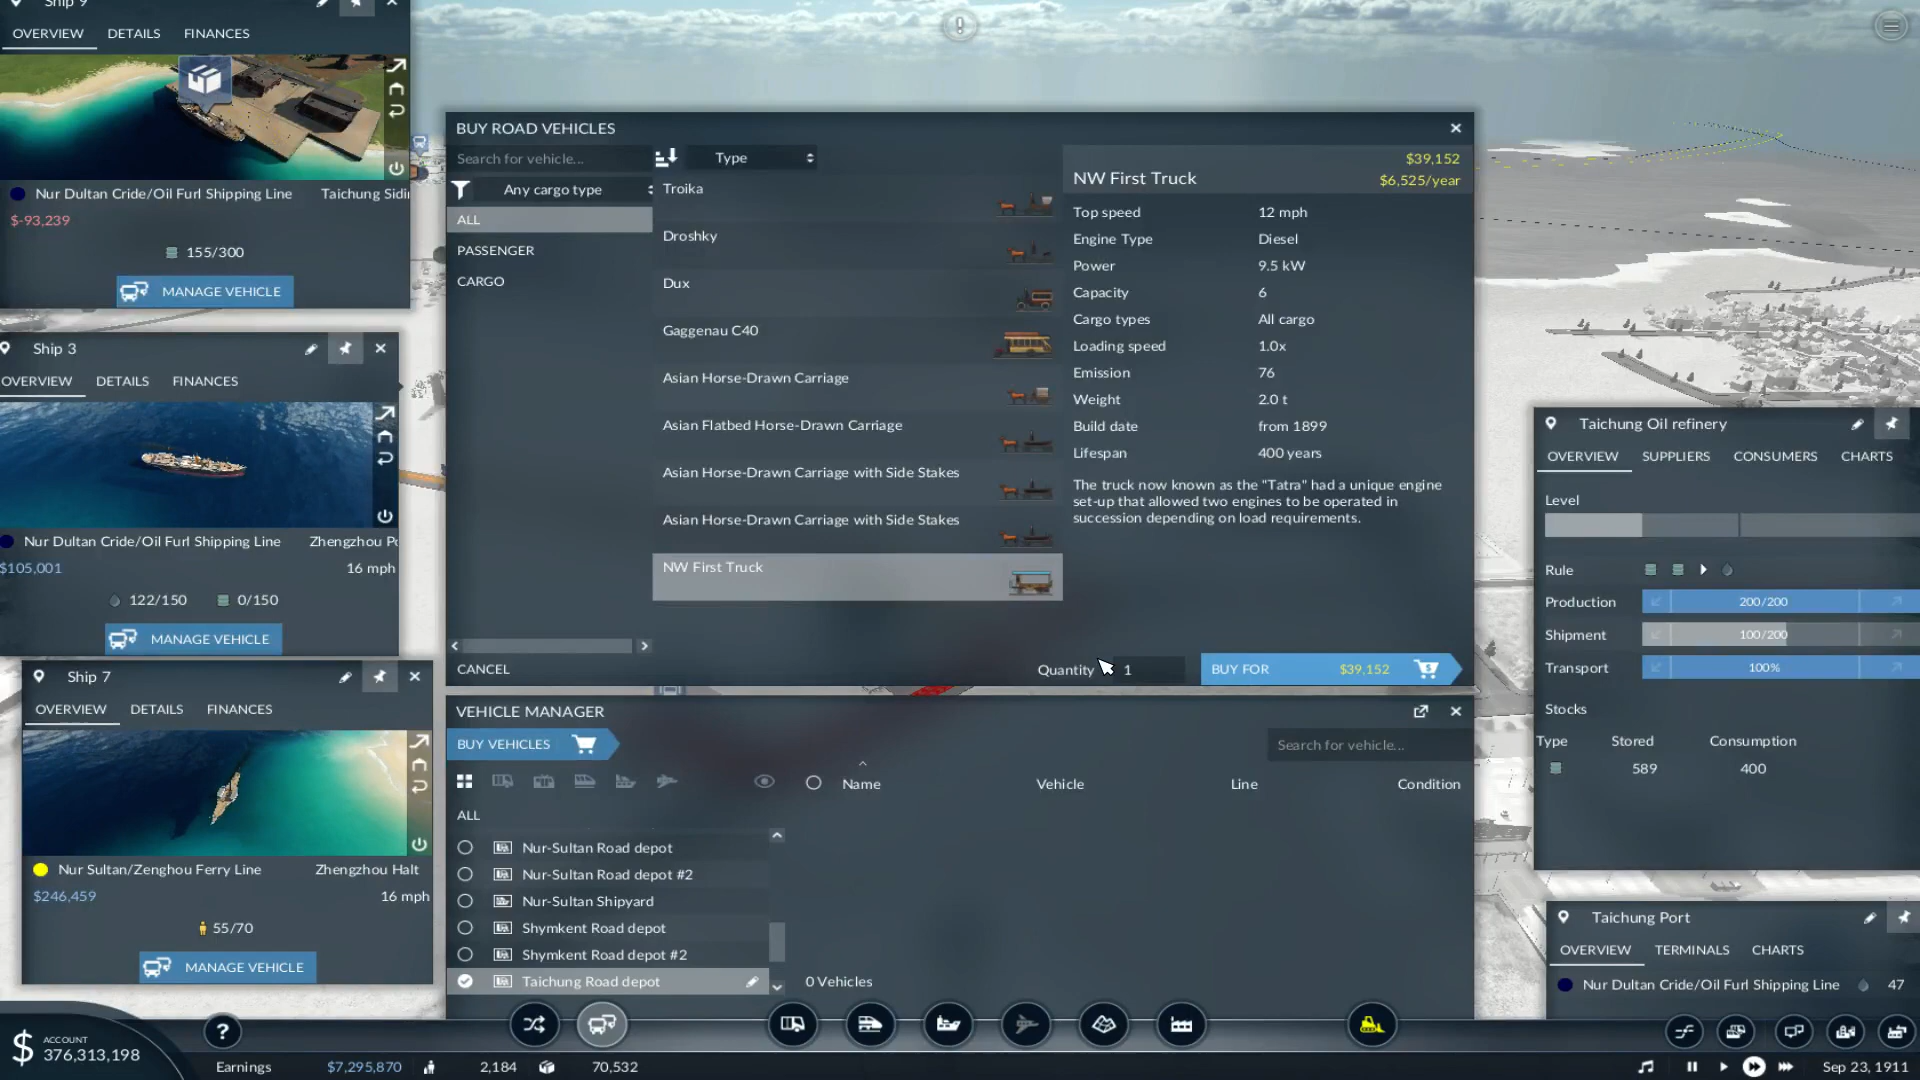 Ship 9
OVERVIEW DETAILS FINANCES
Nur Dultan Cride/Oil Furl Shipping Line Taichung Sidi
$-93,239
155/300
MANAGE VEHICLE
Ship 3
OVERVIEW DETAILS FINANCES
Nur Dultan Cride/Oil Furl Shipping Line Zhengzhou Po
$105,001 16 mph
122/150 0/150
MANAGE VEHICLE
Ship 7
OVERVIEW DETAILS FINANCES
Nur Sultan/Zenghou Ferry Line Zhengzhou Halt
$246,459 16 mph
55/70
MANAGE VEHICLE
BUY ROAD VEHICLES
Search for vehicle... Type
Any cargo type
ALL
PASSENGER
CARGO
Troika
Droshky
Dux
Gaggenau C40
Asian Horse-Drawn Carriage
Asian Flatbed Horse-Drawn Carriage
Asian Horse-Drawn Carriage with Side Stakes
Asian Horse-Drawn Carriage with Side Stakes
NW First Truck
$39,152
NW First Truck $6,525/year
Top speed 12 mph
Engine Type Diesel
Power 9.5 kW
Capacity 6
Cargo types All cargo
Loading speed 1.0x
Emission 76
Weight 2.0 t
Build date from 1899
Lifespan 400 years
The truck now known as the "Tatra" had a unique engine
set-up that allowed two engines to be operated in
succession depending on load requirements.
CANCEL Quantity 1 BUY FOR $39,152
VEHICLE MANAGER
BUY VEHICLES Search for vehicle...
Name Vehicle Line Condition
ALL
Nur-Sultan Road depot
Nur-Sultan Road depot #2
Nur-Sultan Shipyard
Shymkent Road depot
Shymkent Road depot #2
Taichung Road depot 0 Vehicles
Taichung Oil refinery
OVERVIEW SUPPLIERS CONSUMERS CHARTS
Level
Rule
Production 200/200
Shipment 100/200
Transport 100%
Stocks
Type Stored Consumption
589 400
Taichung Port
OVERVIEW TERMINALS CHARTS
Nur Dultan Cride/Oil Furl Shipping Line 47
$ ACCOUNT
376,313,198
?
Earnings $7,295,870 2,184 70,532 Sep 23, 1911